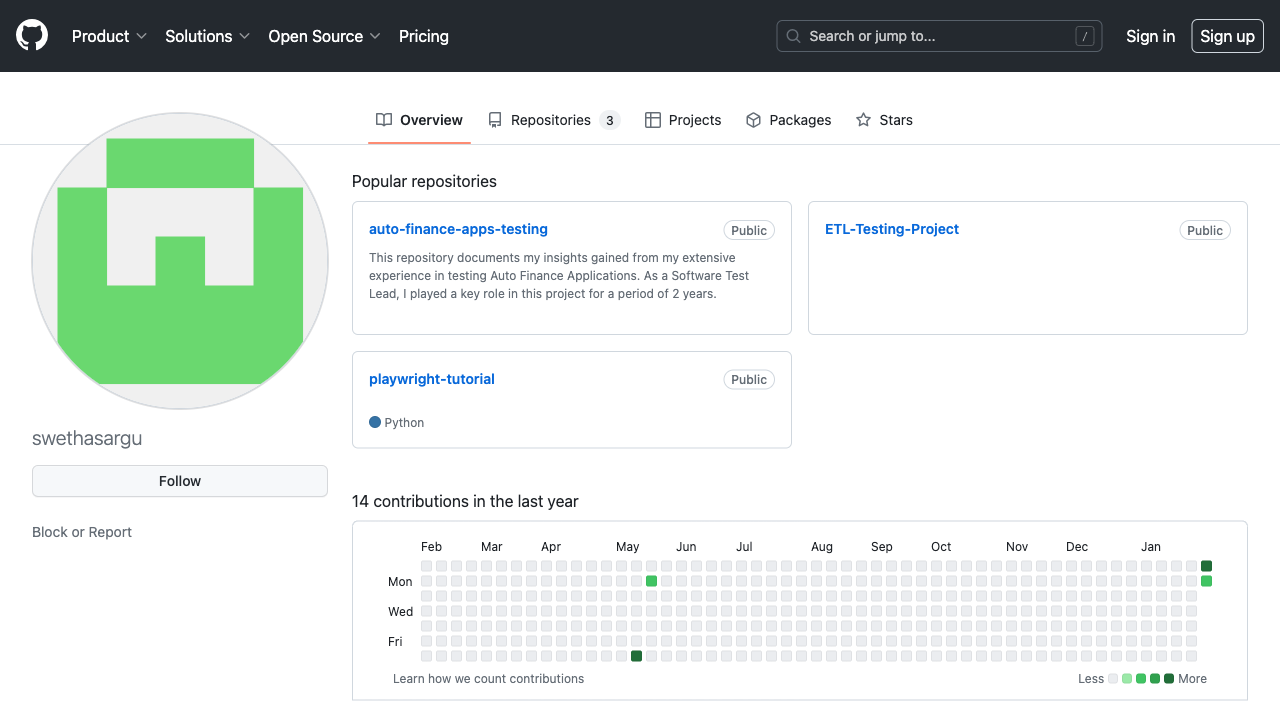 Product Solutions Open Source Pricing Search or jump to... / Sign in Sign up
Overview Repositories 3 Projects Packages Stars
swethasargu
Follow
Block or Report
Popular repositories
auto-finance-apps-testing Public
This repository documents my insights gained from my extensive
experience in testing Auto Finance Applications. As a Software Test
Lead, I played a key role in this project for a period of 2 years.
ETL-Testing-Project Public
playwright-tutorial Public
Python
14 contributions in the last year
Feb Mar Apr May Jun Jul Aug Sep Oct Nov Dec Jan
Mon
Wed
Fri
Learn how we count contributions Less More